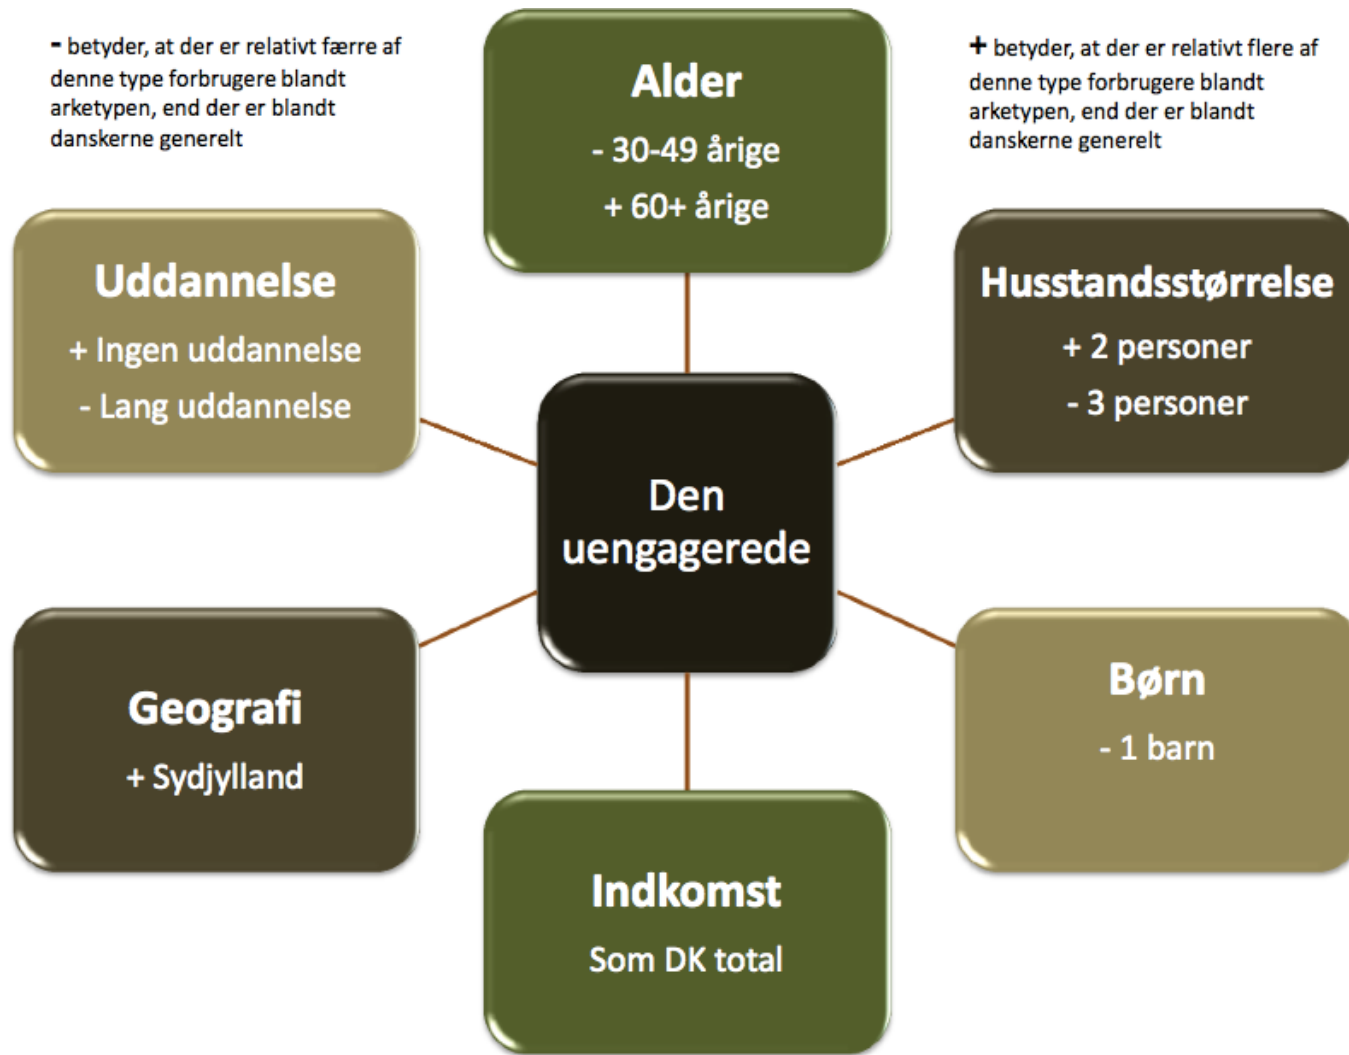 - betyder, at der er relativt færre af
denne type forbrugere blandt
arketypen, end der er blandt
danskerne generelt
Alder
- 30-49 årige
+ 60+ årige
+ betyder, at der er relativt flere af
denne type forbrugere blandt
arketypen, end der er blandt
danskerne generelt
Uddannelse
+ Ingen uddannelse
- Lang uddannelse
Husstandsstørrelse
+ 2 personer
- 3 personer
Den
uengagerede
Geografi
+ Sydjylland
Børn
- 1 barn
Indkomst
Som DK total